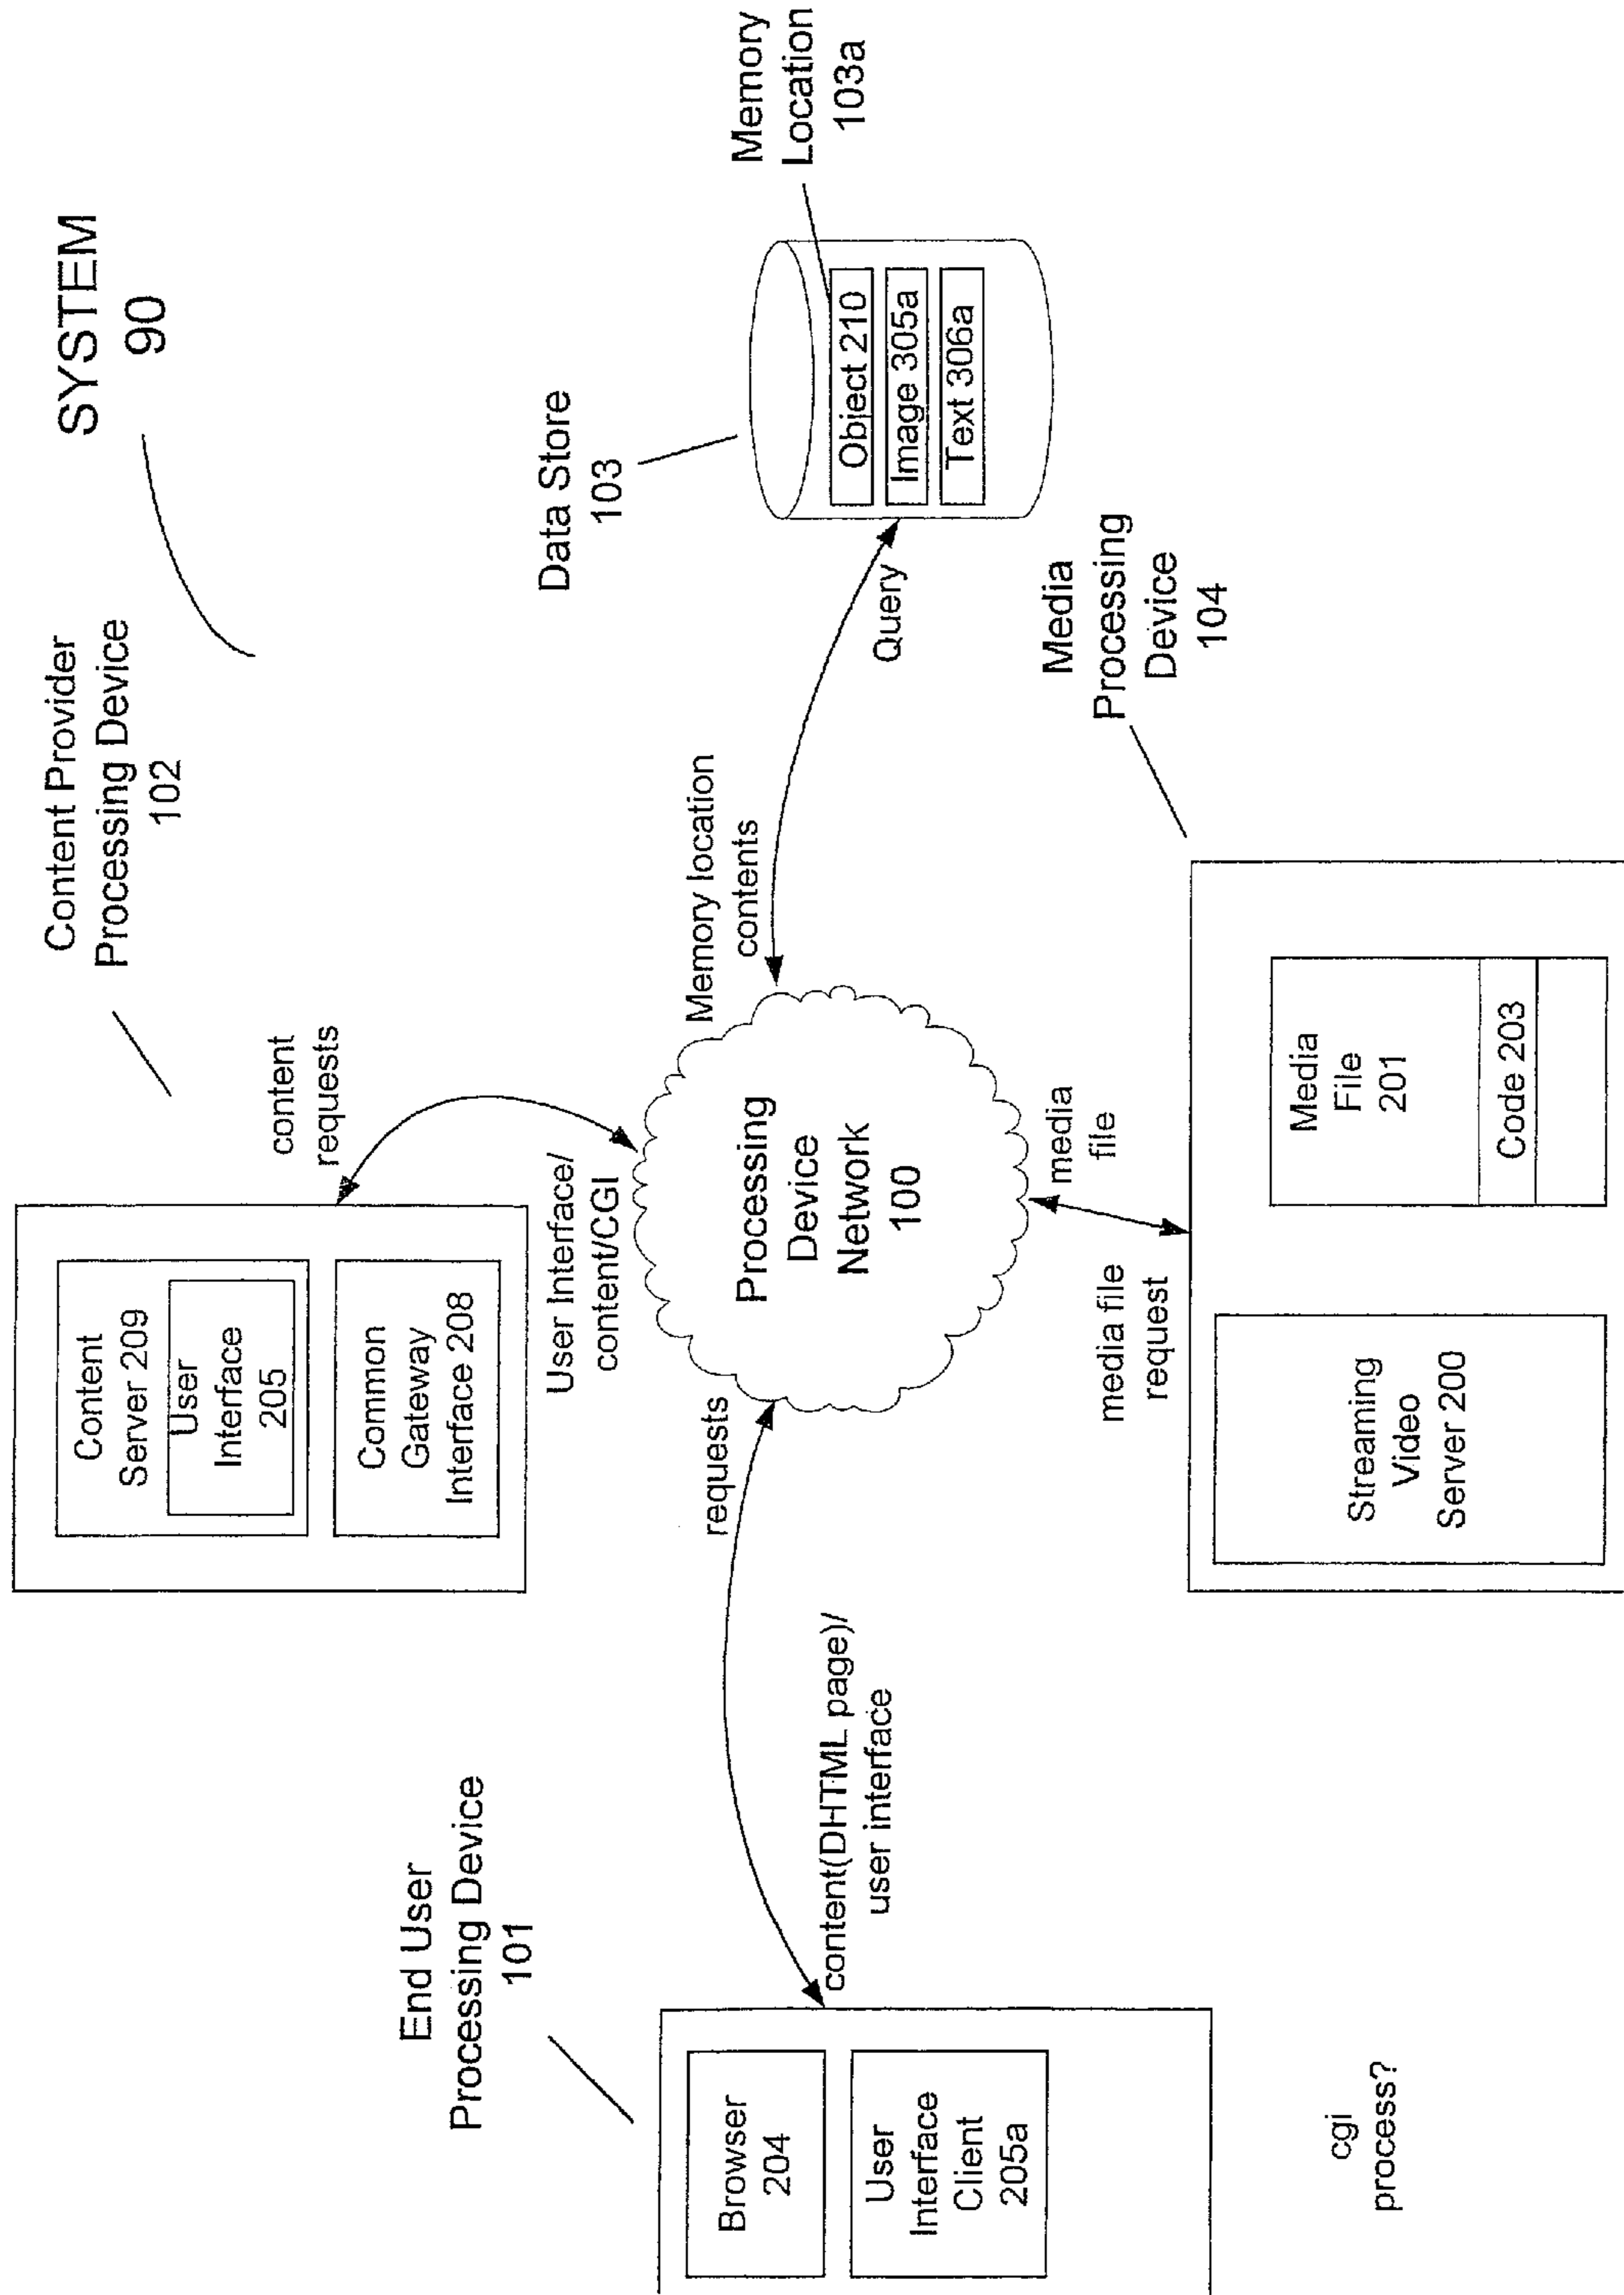 SYSTEM
90
Content Provider
Processing Device
102
Content
Server 209
User
Interface
205
Common
Gateway
Interface 208
content
requests
User Interface/
content/CGI
End User
Processing Device
101
Browser
204
User
Interface
Client
205a
requests
content(DHTML page)/
user interface
Processing
Device
Network
100
Memory location
contents
Query
Data Store
103
Object 210
Image 305a
Text 306a
Memory
Location
103a
Media
Processing
Device
104
media file
request
media
file
Streaming
Video
Server 200
Media
File
201
Code 203
cgi
process?